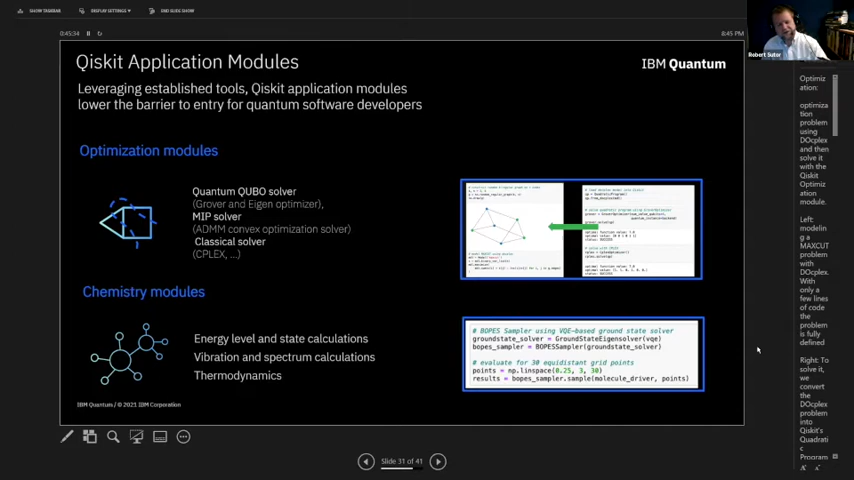 SHOW TASKBAR
DISPLAY SETTINGS ▾
END SLIDE SHOW
0:45:34
8:45 PM
Robert Sutor
Qiskit Application Modules
IBM Quantum
Leveraging established tools, Qiskit application modules
lower the barrier to entry for quantum software developers
Optimization modules
Quantum QUBO solver
(Grover and Eigen optimizer),
MIP solver
(ADMM convex optimization solver)
Classical solver
(CPLEX, ...)
Chemistry modules
Energy level and state calculations
Vibration and spectrum calculations
Thermodynamics
# BOPES Sampler using VQE-based ground state solver
groundstate_solver = GroundStateEigensolver(vqe)
bopes_sampler = BOPESSampler(groundstate_solver)
# evaluate for 30 equidistant grid points
points = np.linspace(0.25, 3, 30)
results = bopes_sampler.sample(molecule_driver, points)
IBM Quantum / © 2021 IBM Corporation
Slide 31 of 41
Optimiz
ation:
optimiza
tion
problem
using
DOcplex
and then
solve it
with the
Qiskit
Optimiz
ation
module.
Left:
modelin
g a
MAXCUT
problem
with
DOcplex.
With
only a
few lines
of code
the
problem
is fully
defined
Right: To
solve it,
we
convert
the
DOcplex
problem
into
Qiskit's
Quadrati
c
Program